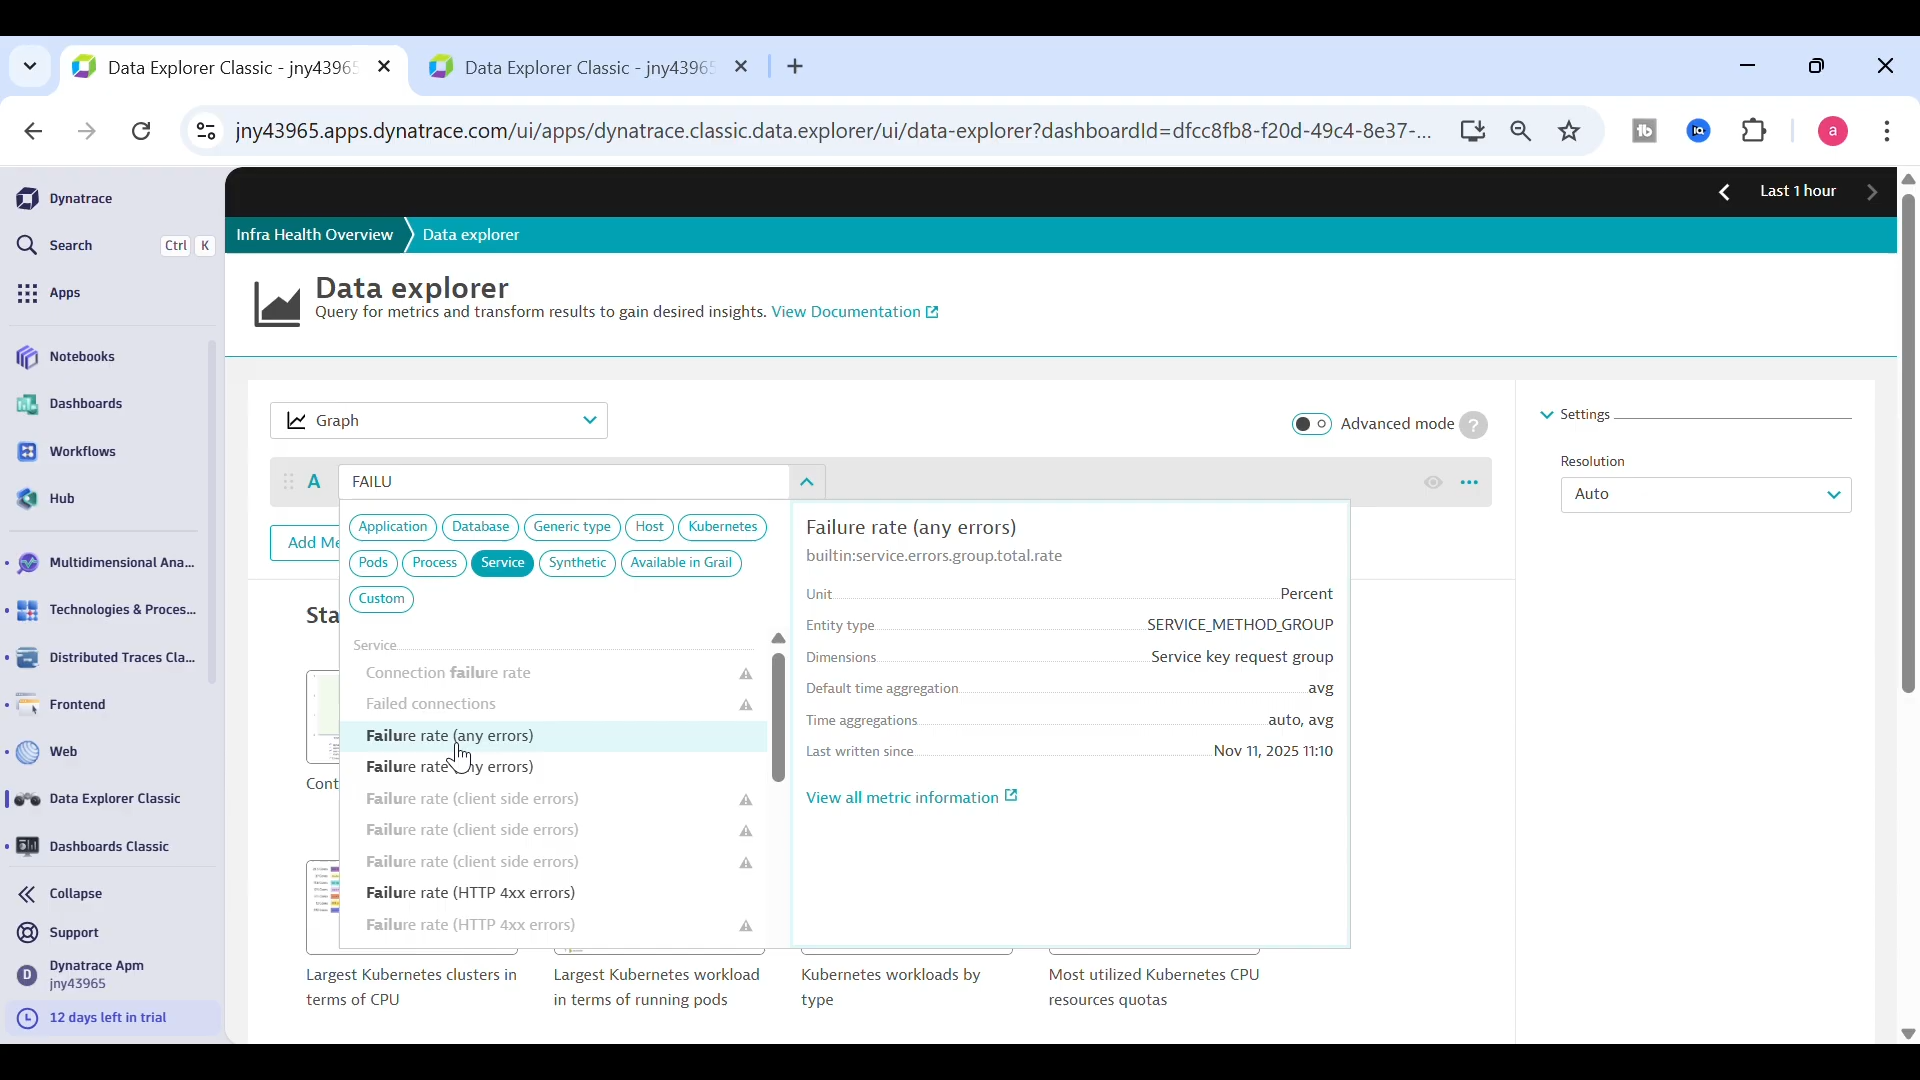 Data Explorer Classic - jny4396
Data Explorer Classic - jny4396
jny43965.apps.dynatrace.com/ui/apps/dynatrace.classic.data.explorer/ui/data-explorer?dashboardId=dfcc8fb8-f20d-49c4-8e37-...
a
Dynatrace
Search Ctrl K
Apps
Notebooks
Dashboards
Workflows
Hub
Multidimensional Ana...
Technologies & Proces...
Distributed Traces Cla...
Frontend
Web
Data Explorer Classic
Dashboards Classic
Collapse
Support
D Dynatrace Apm
jny43965
12 days left in trial
Last 1 hour
Infra Health Overview Data explorer
Data explorer
Query for metrics and transform results to gain desired insights. View Documentation
Graph
Advanced mode ?
A FAILU
Add Me
Application Database Generic type Host Kubernetes
Pods Process Service Synthetic Available in Grail
Custom
Service
Connection failure rate
Failed connections
Failure rate (any errors)
Failure rate (any errors)
Failure rate (client side errors)
Failure rate (client side errors)
Failure rate (client side errors)
Failure rate (HTTP 4xx errors)
Failure rate (HTTP 4xx errors)
Failure rate (any errors)
builtin:service.errors.group.total.rate
Unit Percent
Entity type SERVICE_METHOD_GROUP
Dimensions Service key request group
Default time aggregation avg
Time aggregations auto, avg
Last written since Nov 11, 2025 11:10
View all metric information
Settings
Resolution
Auto
Sta
Cont
Largest Kubernetes clusters in
terms of CPU
Largest Kubernetes workload
in terms of running pods
Kubernetes workloads by
type
Most utilized Kubernetes CPU
resources quotas